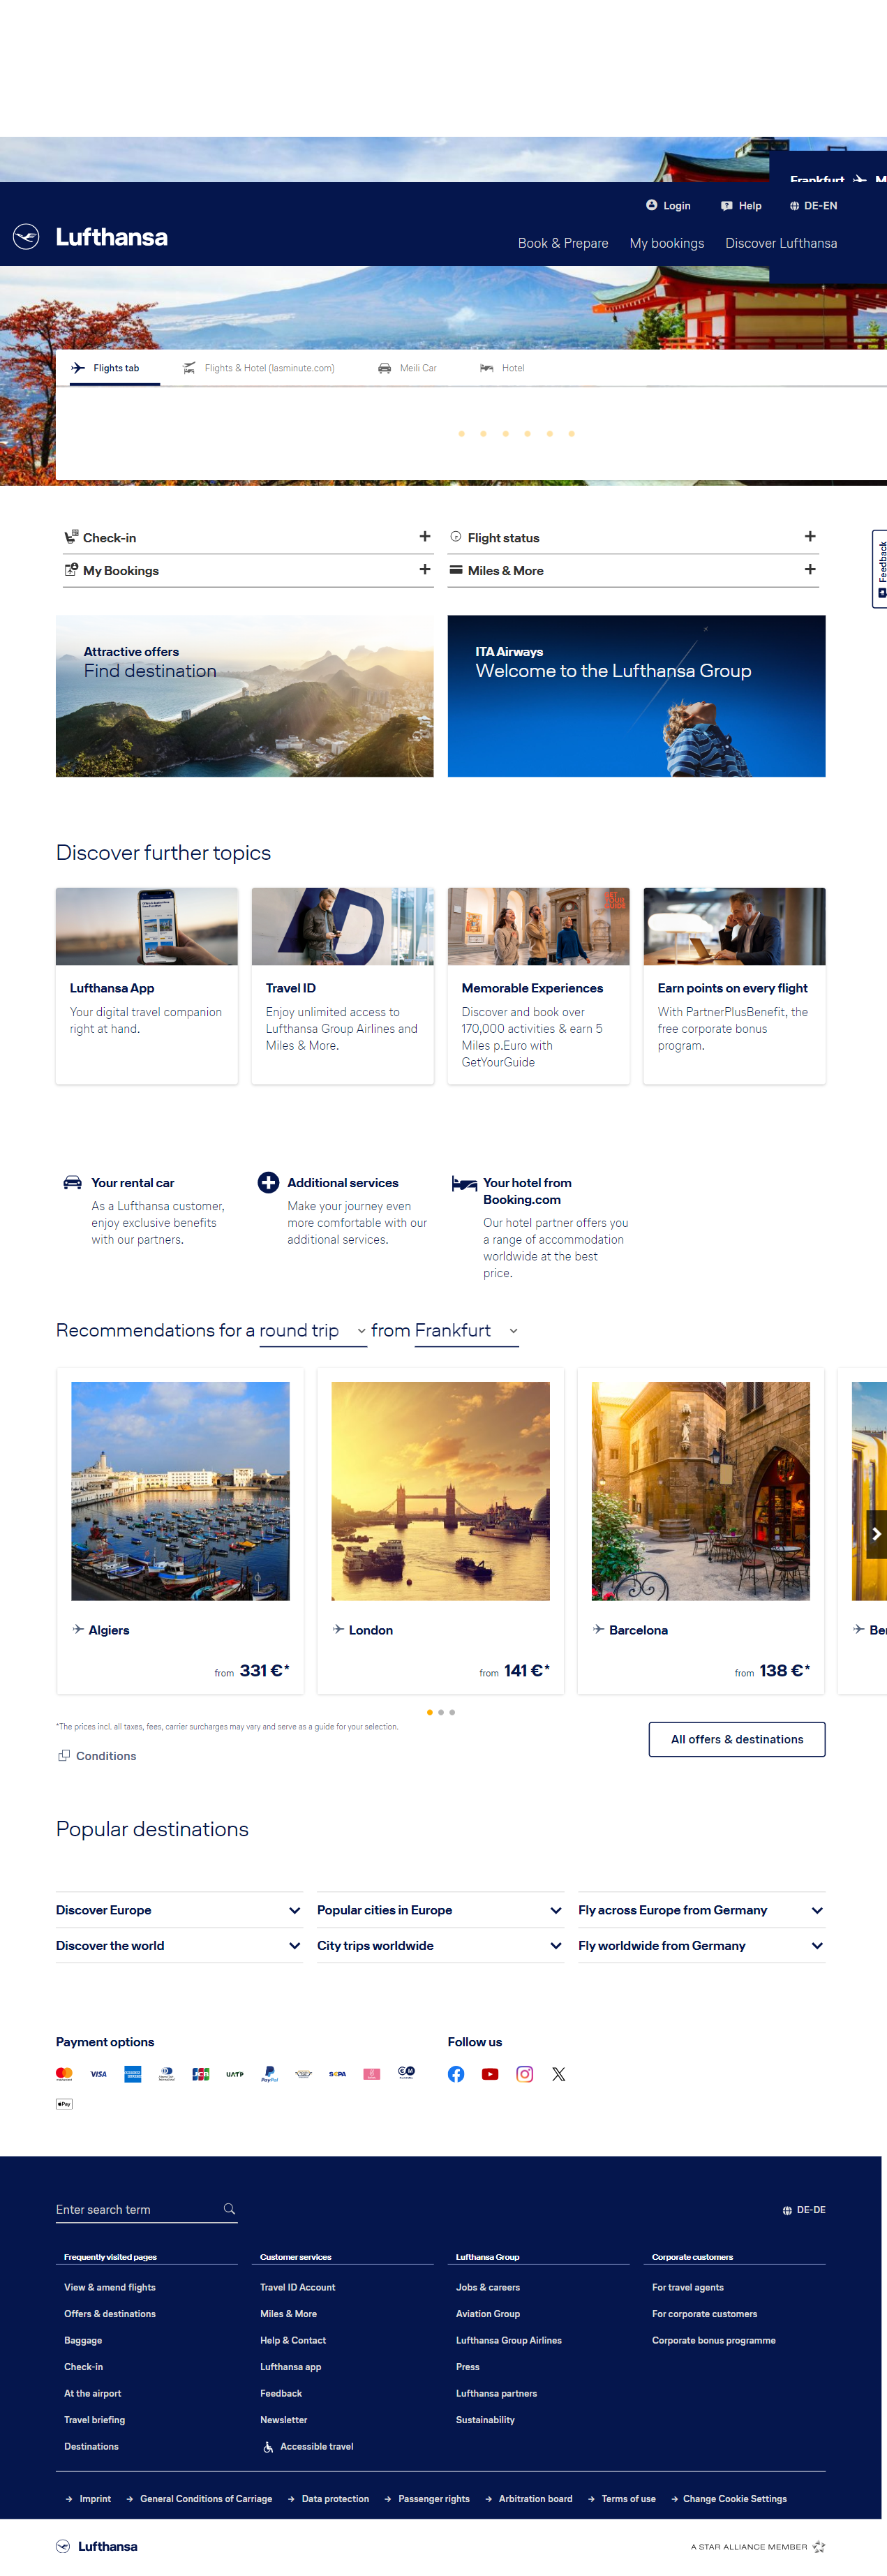 Frankfurt
Login
Help
DE-EN
Lufthansa
Book & Prepare
My bookings
Discover Lufthansa
Flights tab
Flights & Hotel (lasminute.com)
Meili Car
Hotel
Check-in
Flight status
My Bookings
Miles & More
Feedback
Attractive offers
Find destination
ITA Airways
Welcome to the Lufthansa Group
Discover further topics
Lufthansa App
Your digital travel companion
right at hand.
Travel ID
Enjoy unlimited access to
Lufthansa Group Airlines and
Miles & More.
Memorable Experiences
Discover and book over
170,000 activities & earn 5
Miles p.Euro with
GetYourGuide
Earn points on every flight
With PartnerPlusBenefit, the
free corporate bonus
program.
Your rental car
As a Lufthansa customer,
enjoy exclusive benefits
with our partners.
Additional services
Make your journey even
more comfortable with our
additional services.
Your hotel from
Booking.com
Our hotel partner offers you
a range of accommodation
worldwide at the best
price.
Recommendations for a round trip from Frankfurt
Algiers
from 331 €*
London
from 141 €*
Barcelona
from 138 €*
Ber
*The prices incl. all taxes, fees, carrier surcharges may vary and serve as a guide for your selection.
Conditions
All offers & destinations
Popular destinations
Discover Europe
Popular cities in Europe
Fly across Europe from Germany
Discover the world
City trips worldwide
Fly worldwide from Germany
Payment options
VISA
JCB
UATP
PayPal
SEPA
Pay
Follow us
Enter search term
DE-DE
Frequently visited pages
View & amend flights
Offers & destinations
Baggage
Check-in
At the airport
Travel briefing
Destinations
Customer services
Travel ID Account
Miles & More
Help & Contact
Lufthansa app
Feedback
Newsletter
Accessible travel
Lufthansa Group
Jobs & careers
Aviation Group
Lufthansa Group Airlines
Press
Lufthansa partners
Sustainability
Corporate customers
For travel agents
For corporate customers
Corporate bonus programme
Imprint
General Conditions of Carriage
Data protection
Passenger rights
Arbitration board
Terms of use
Change Cookie Settings
Lufthansa
A STAR ALLIANCE MEMBER